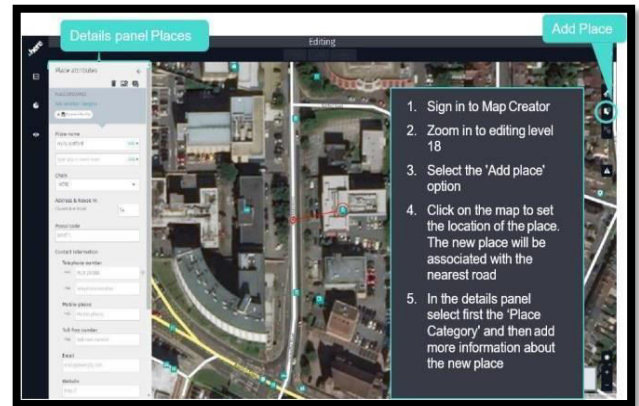 Details panel Places
Add Place
here
Editing
Place attributes
Place name
Chain
Address & house nr.
Postal code
Contact information
Telephone number
Mobile phone
Toll-free number
Email
Website
1. Sign in to Map Creator
2. Zoom in to editing level
18
3. Select the 'Add place'
option
4. Click on the map to set
the location of the place.
The new place will be
associated with the
nearest road
5. In the details panel
select first the 'Place
Category' and then add
more information about
the new place